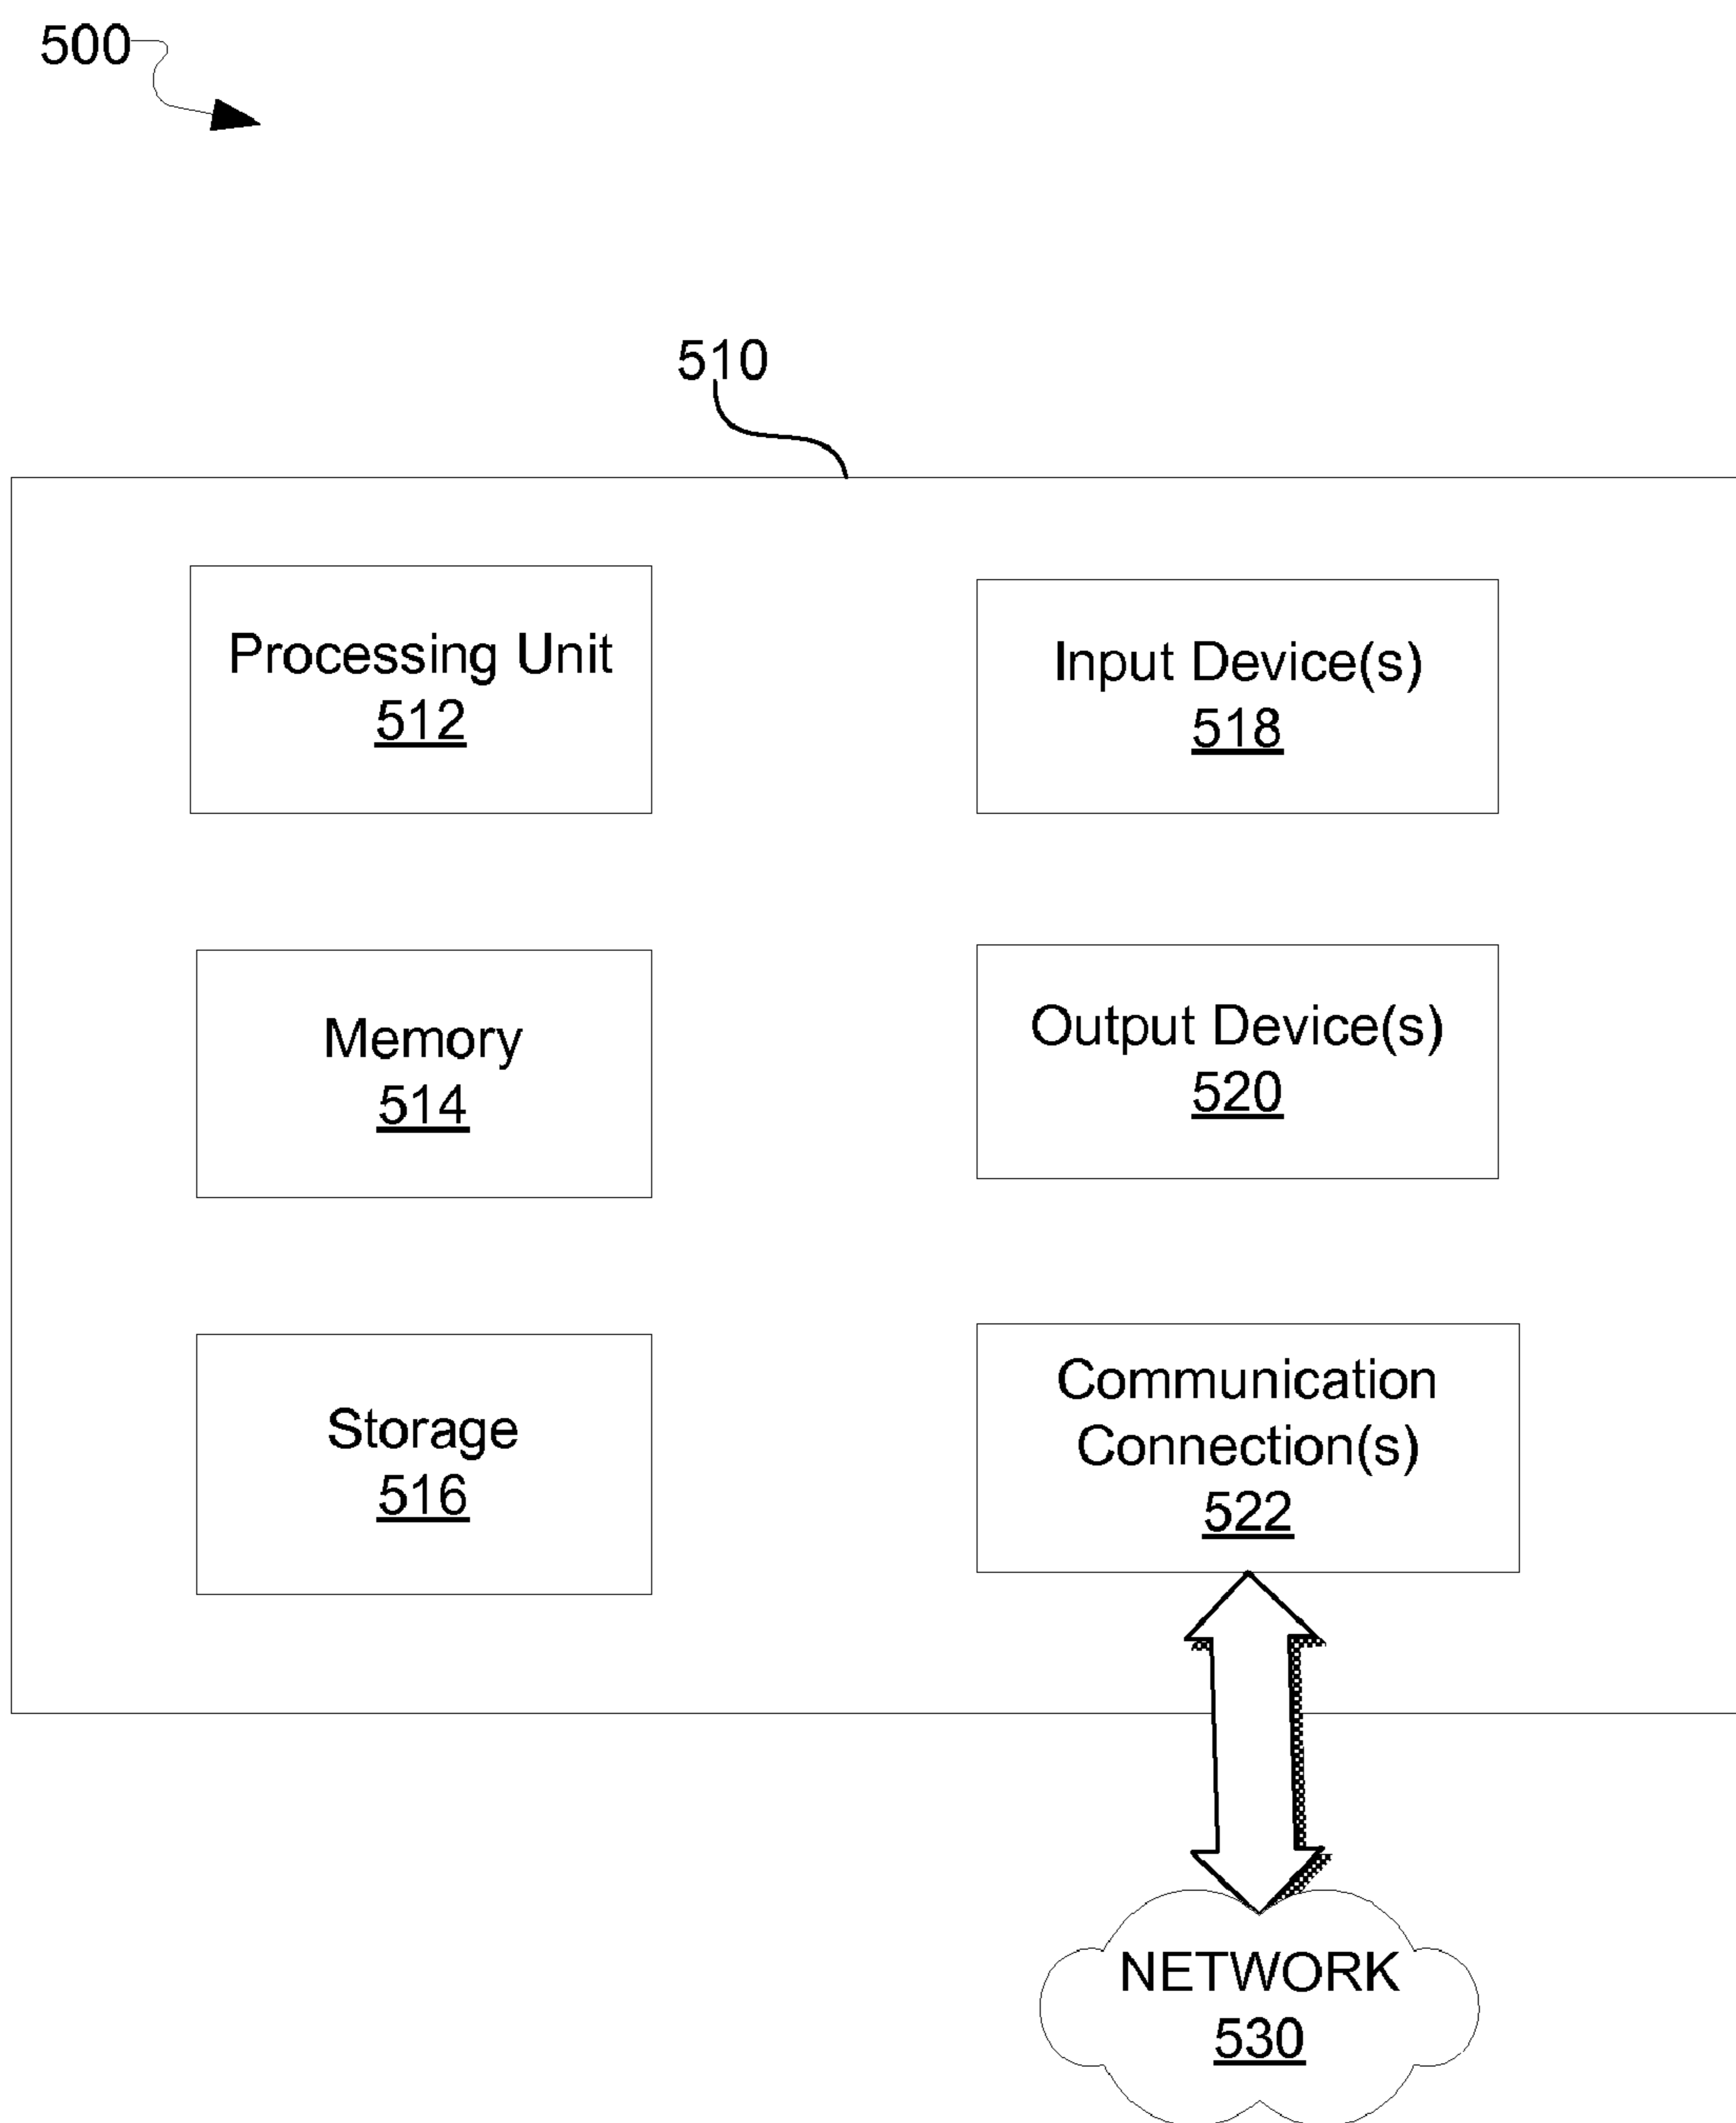 500
510
Processing Unit
512
Input Device(s)
518
Memory
514
Output Device(s)
520
Storage
516
Communication
Connection(s)
522
NETWORK
530